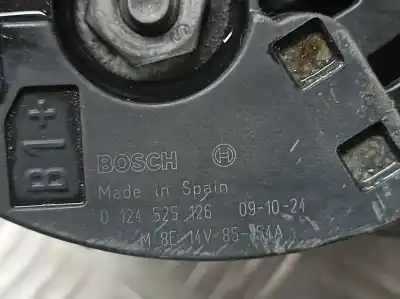 BOSCH
Made in Spain
0 124 525 126 09-10-24
M 8E 14V 85-154A
B1+